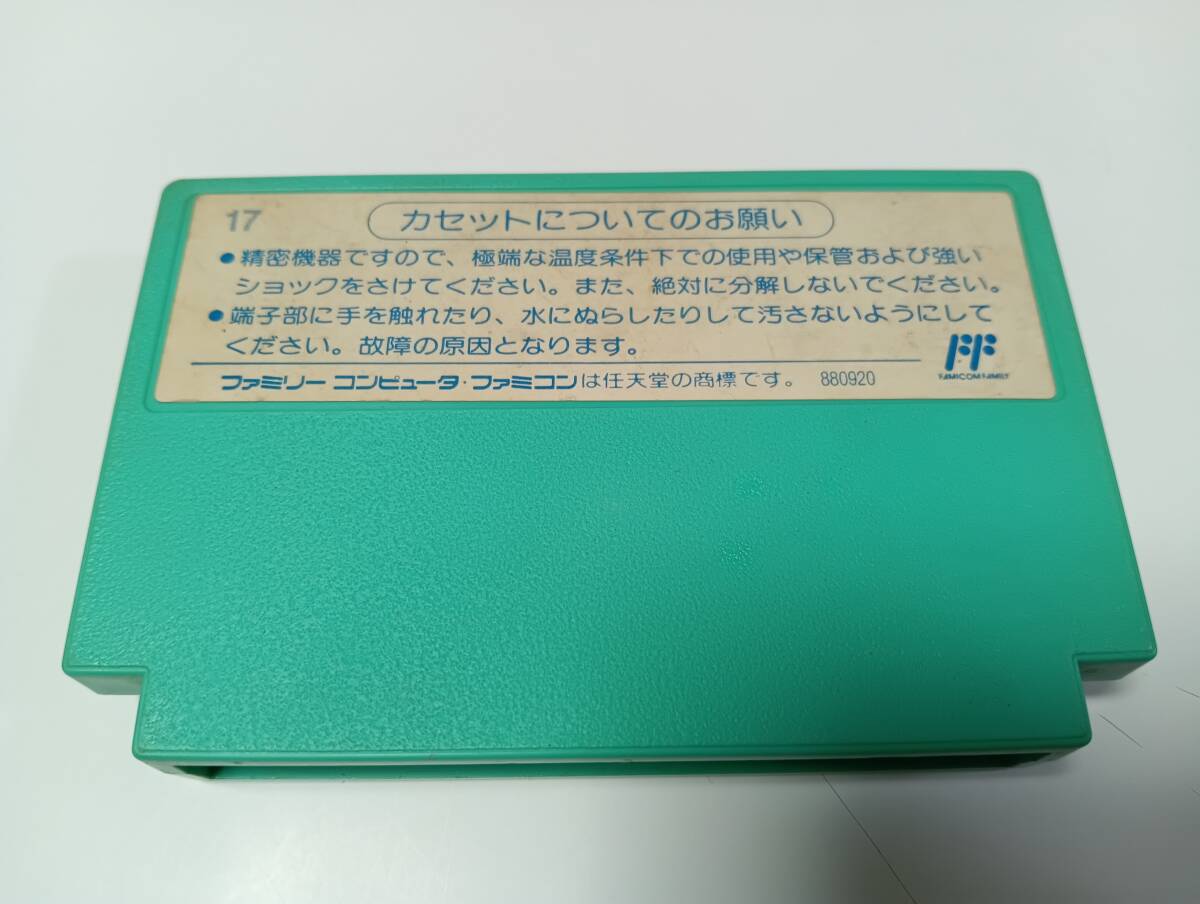 17
カセットについてのお願い
●精密機器ですので、極端な温度条件下での使用や保管および強い
ショックをさけてください。また、絶対に分解しないでください。
●端子部に手を触れたり、水にぬらしたりして汚さないようにして
ください。故障の原因となります。
FAMICOM FAMILY
ファミリー コンピュータ・ファミコンは任天堂の商標です。 880920